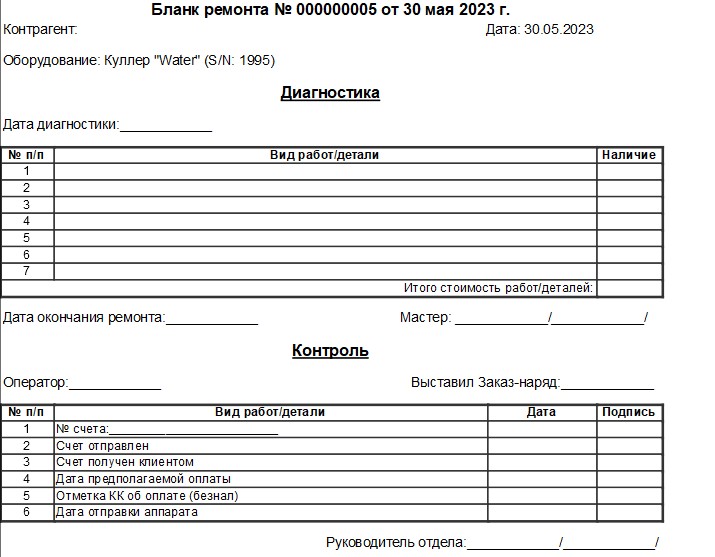 Бланк ремонта № 000000005 от 30 мая 2023 г.
Контрагент: Дата: 30.05.2023
Оборудование: Куллер "Water" (S/N: 1995)
Диагностика
Дата диагностики:____________
№ п/п Вид работ/детали Наличие
1
2
3
4
5
6
7
Итого стоимость работ/деталей:
Дата окончания ремонта:____________ Мастер: ____________/____________/
Контроль
Оператор:____________ Выставил Заказ-наряд:____________
№ п/п Вид работ/детали Дата Подпись
1 № счета:__________________________
2 Счет отправлен
3 Счет получен клиентом
4 Дата предполагаемой оплаты
5 Отметка КК об оплате (безнал)
6 Дата отправки аппарата
Руководитель отдела:____________/____________/